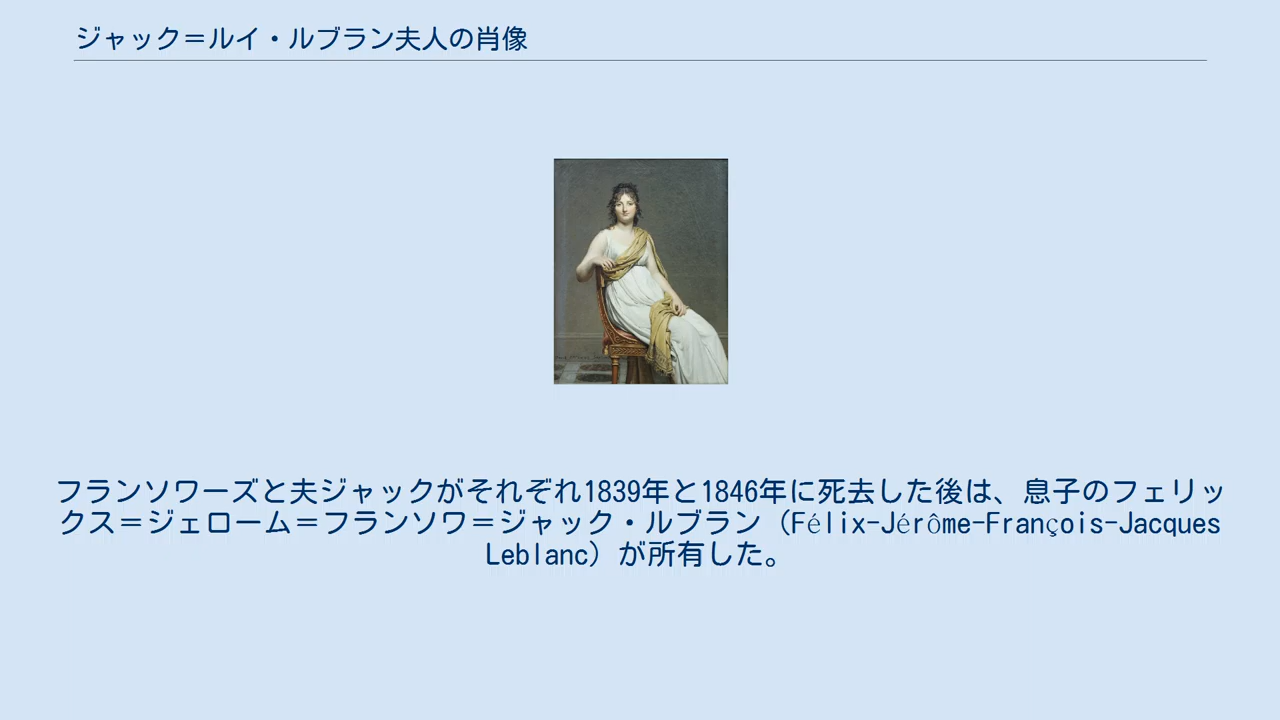 ジャック＝ルイ・ルブラン夫人の肖像
フランソワーズと夫ジャックがそれぞれ1839年と1846年に死去した後は、息子のフェリッ
クス＝ジェローム＝フランソワ＝ジャック・ルブラン（Félix-Jérôme-François-Jacques
Leblanc）が所有した。